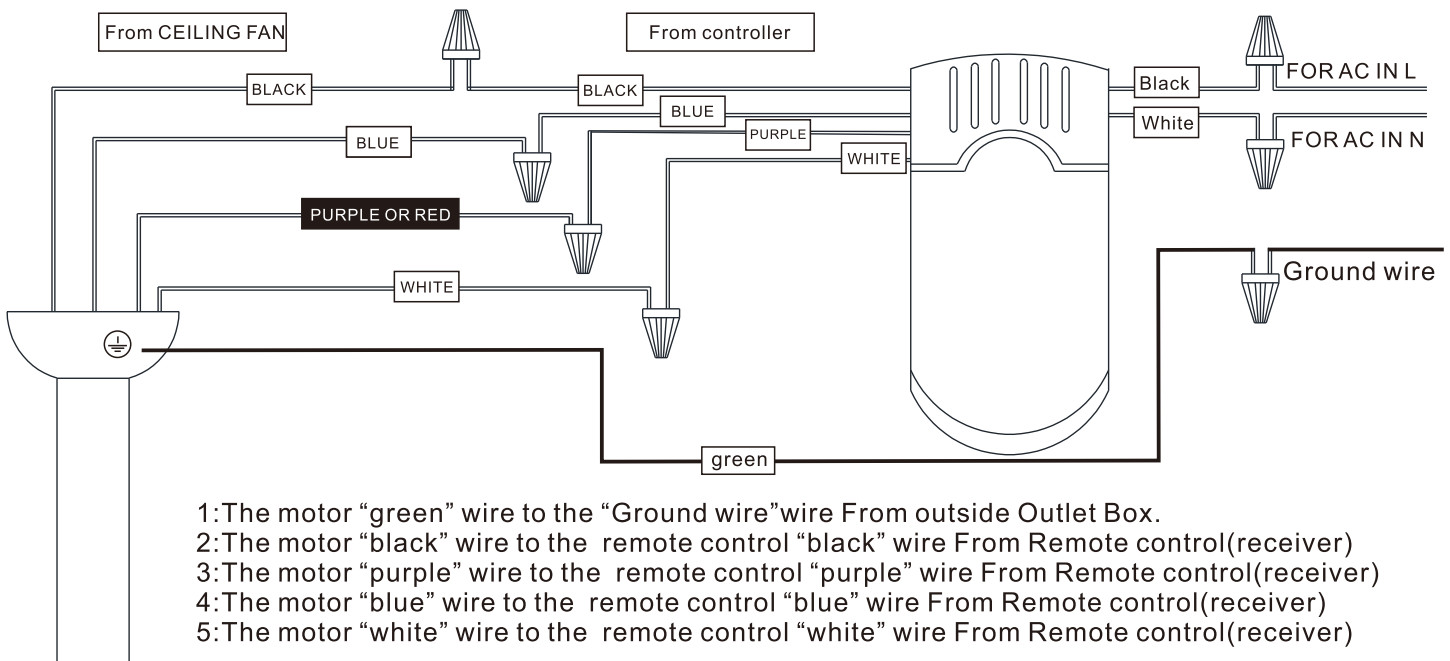 From CEILING FAN
From controller
BLACK
BLACK
Black
FOR AC IN L
BLUE
BLUE
White
PURPLE
FOR AC IN N
WHITE
PURPLE OR RED
WHITE
Ground wire
green
1:The motor “green” wire to the “Ground wire”wire From outside Outlet Box.
2:The motor “black” wire to the remote control “black” wire From Remote control(receiver)
3:The motor “purple” wire to the remote control “purple” wire From Remote control(receiver)
4:The motor “blue” wire to the remote control “blue” wire From Remote control(receiver)
5:The motor “white” wire to the remote control “white” wire From Remote control(receiver)